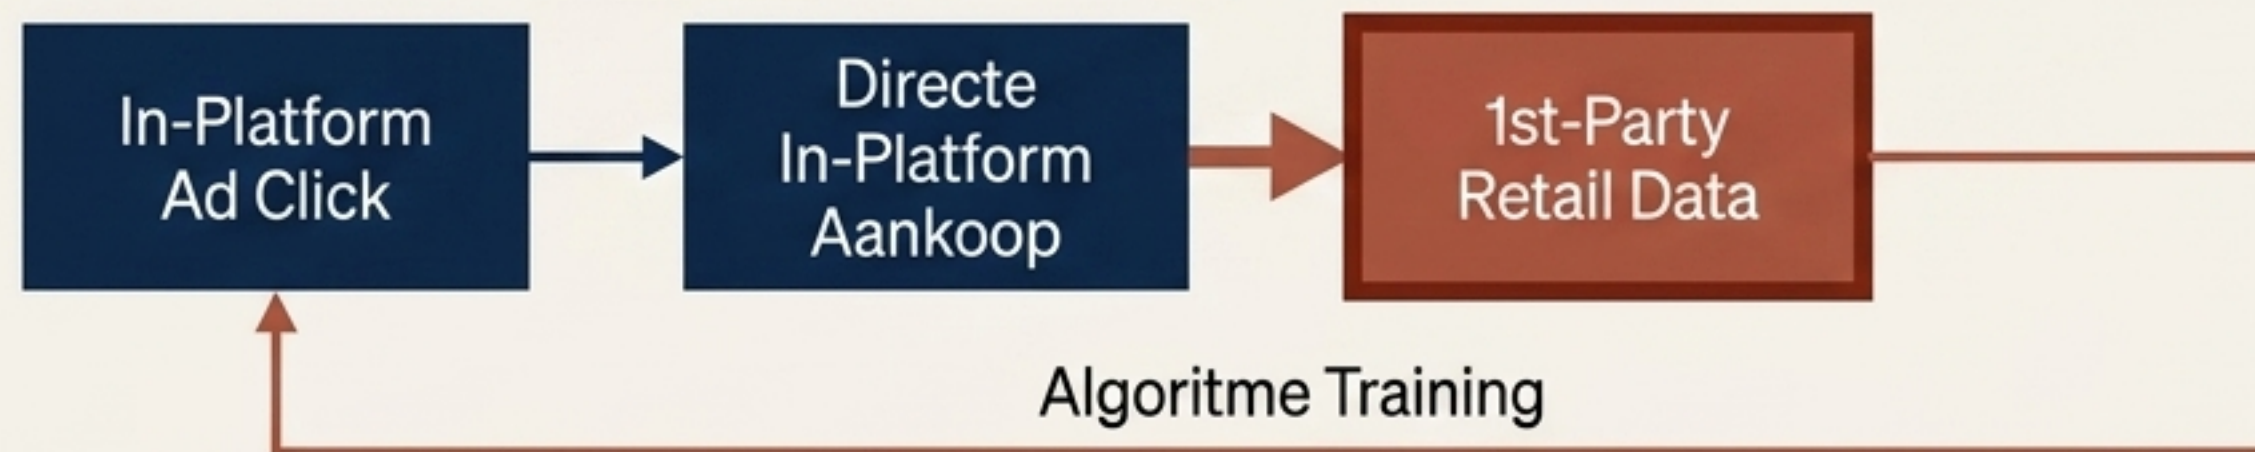 In-Platform
Ad Click
Directe
In-Platform
Aankoop
1st-Party
Retail Data
Algoritme Training